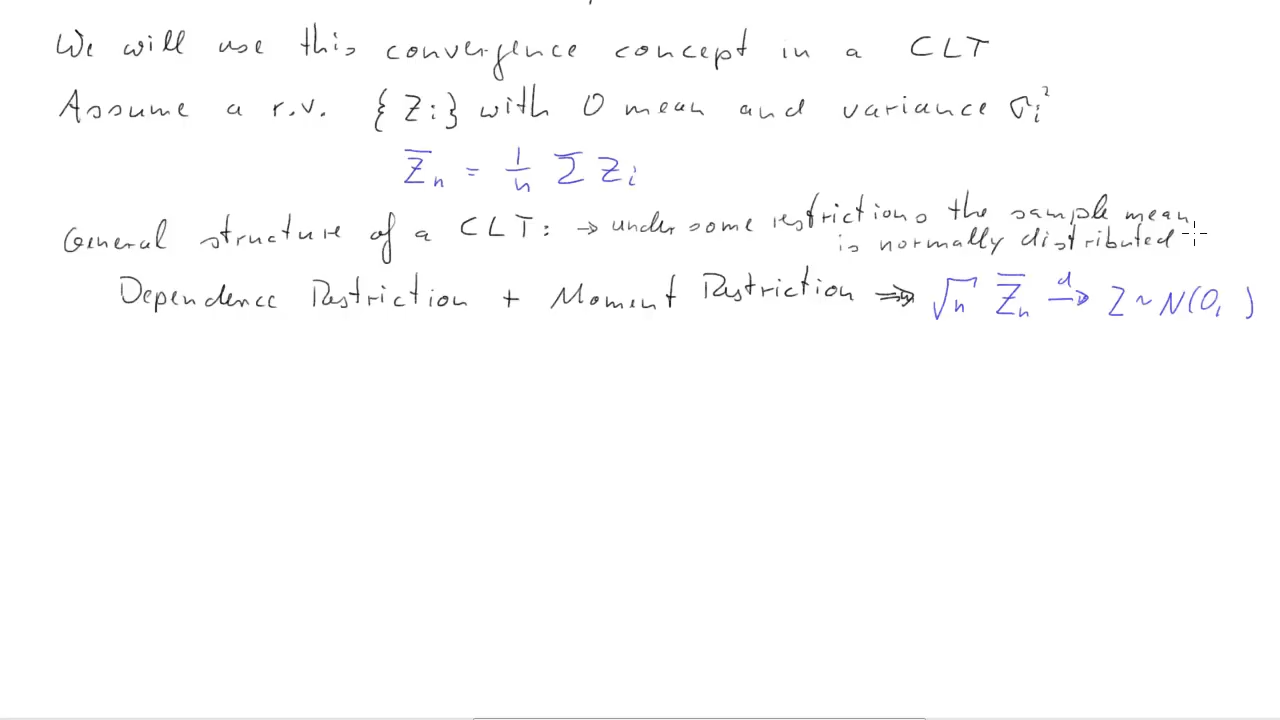 We will use this convergence concept in a CLT
Assume a r.v. {Zi} with 0 mean and variance σᵢ²
Z̄ₙ = 1/n Σ Zᵢ
General structure of a CLT: → under some restrictions the sample mean,
is normally distributed
Dependence Restriction + Moment Restriction ⇒ √n Z̄ₙ →ᵈ Z ~ N(0, )